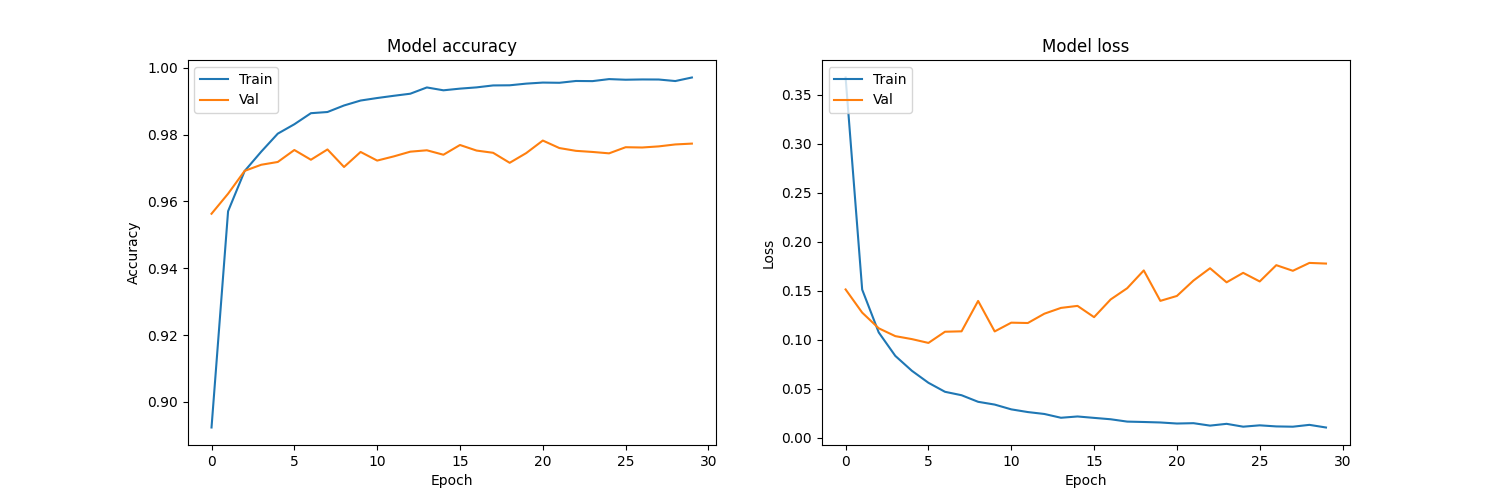 Model accuracy
Train
Val
1.00
0.98
0.96
0.94
0.92
0.90
Accuracy
0 5 10 15 20 25 30
Epoch
Model loss
Train
Val
0.35
0.30
0.25
0.20
0.15
0.10
0.05
0.00
Loss
0 5 10 15 20 25 30
Epoch